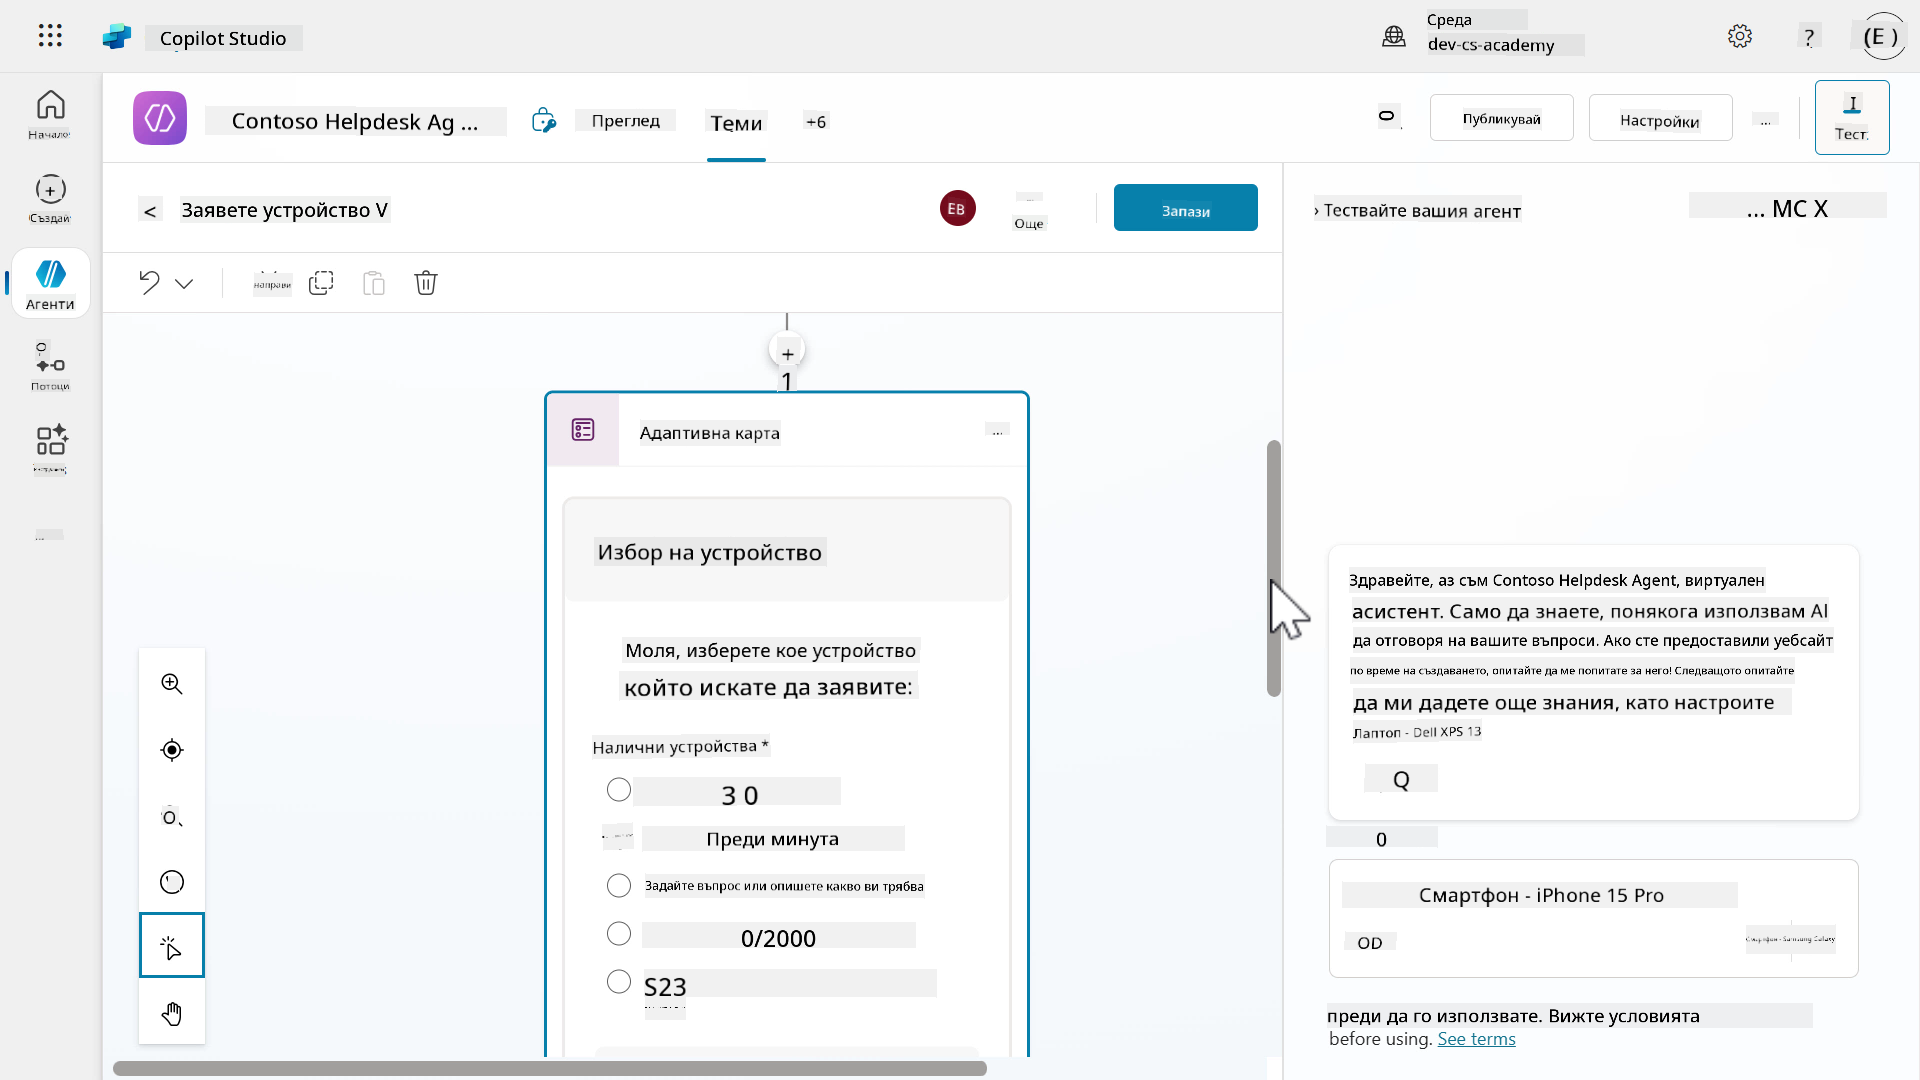 Copilot Studio
Среда
dev-cs-academy
?
(E )
Начало
Създай
Агенти
Потоци
Contoso Helpdesk Ag ...
Преглед
Теми
+6
Публикувай
Настройки
...
Тест
< Заявете устройство V
EB
Още
Запази
направи
+
1
Адаптивна карта
...
Избор на устройство
Моля, изберете кое устройство
който искате да заявите:
Налични устройства *
3 0
Преди минута
Задайте въпрос или опишете какво ви трябва
0/2000
S23
› Тествайте вашия агент
... MC X
Здравейте, аз съм Contoso Helpdesk Agent, виртуален
асистент. Само да знаете, понякога използвам AI
да отговоря на вашите въпроси. Ако сте предоставили уебсайт
по време на създаването, опитайте да ме попитате за него! Следващото опитайте
да ми дадете още знания, като настроите
Лаптоп - Dell XPS 13
Q
0
Смартфон - iPhone 15 Pro
OD
Смартфон - Samsung Galaxy
преди да го използвате. Вижте условията
before using. See terms